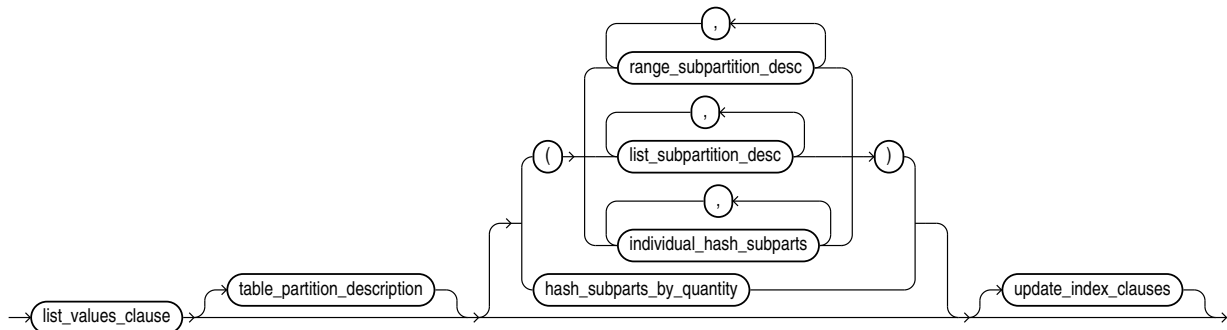 ,
range_subpartition_desc
,
( list_subpartition_desc )
,
individual_hash_subparts
table_partition_description hash_subparts_by_quantity update_index_clauses
list_values_clause